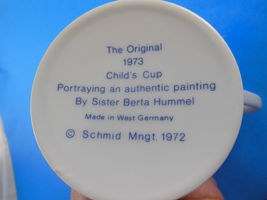 The Original
1973
Child's Cup
Portraying an authentic painting
By Sister Berta Hummel
Made in West Germany
© Schmid Mngt. 1972